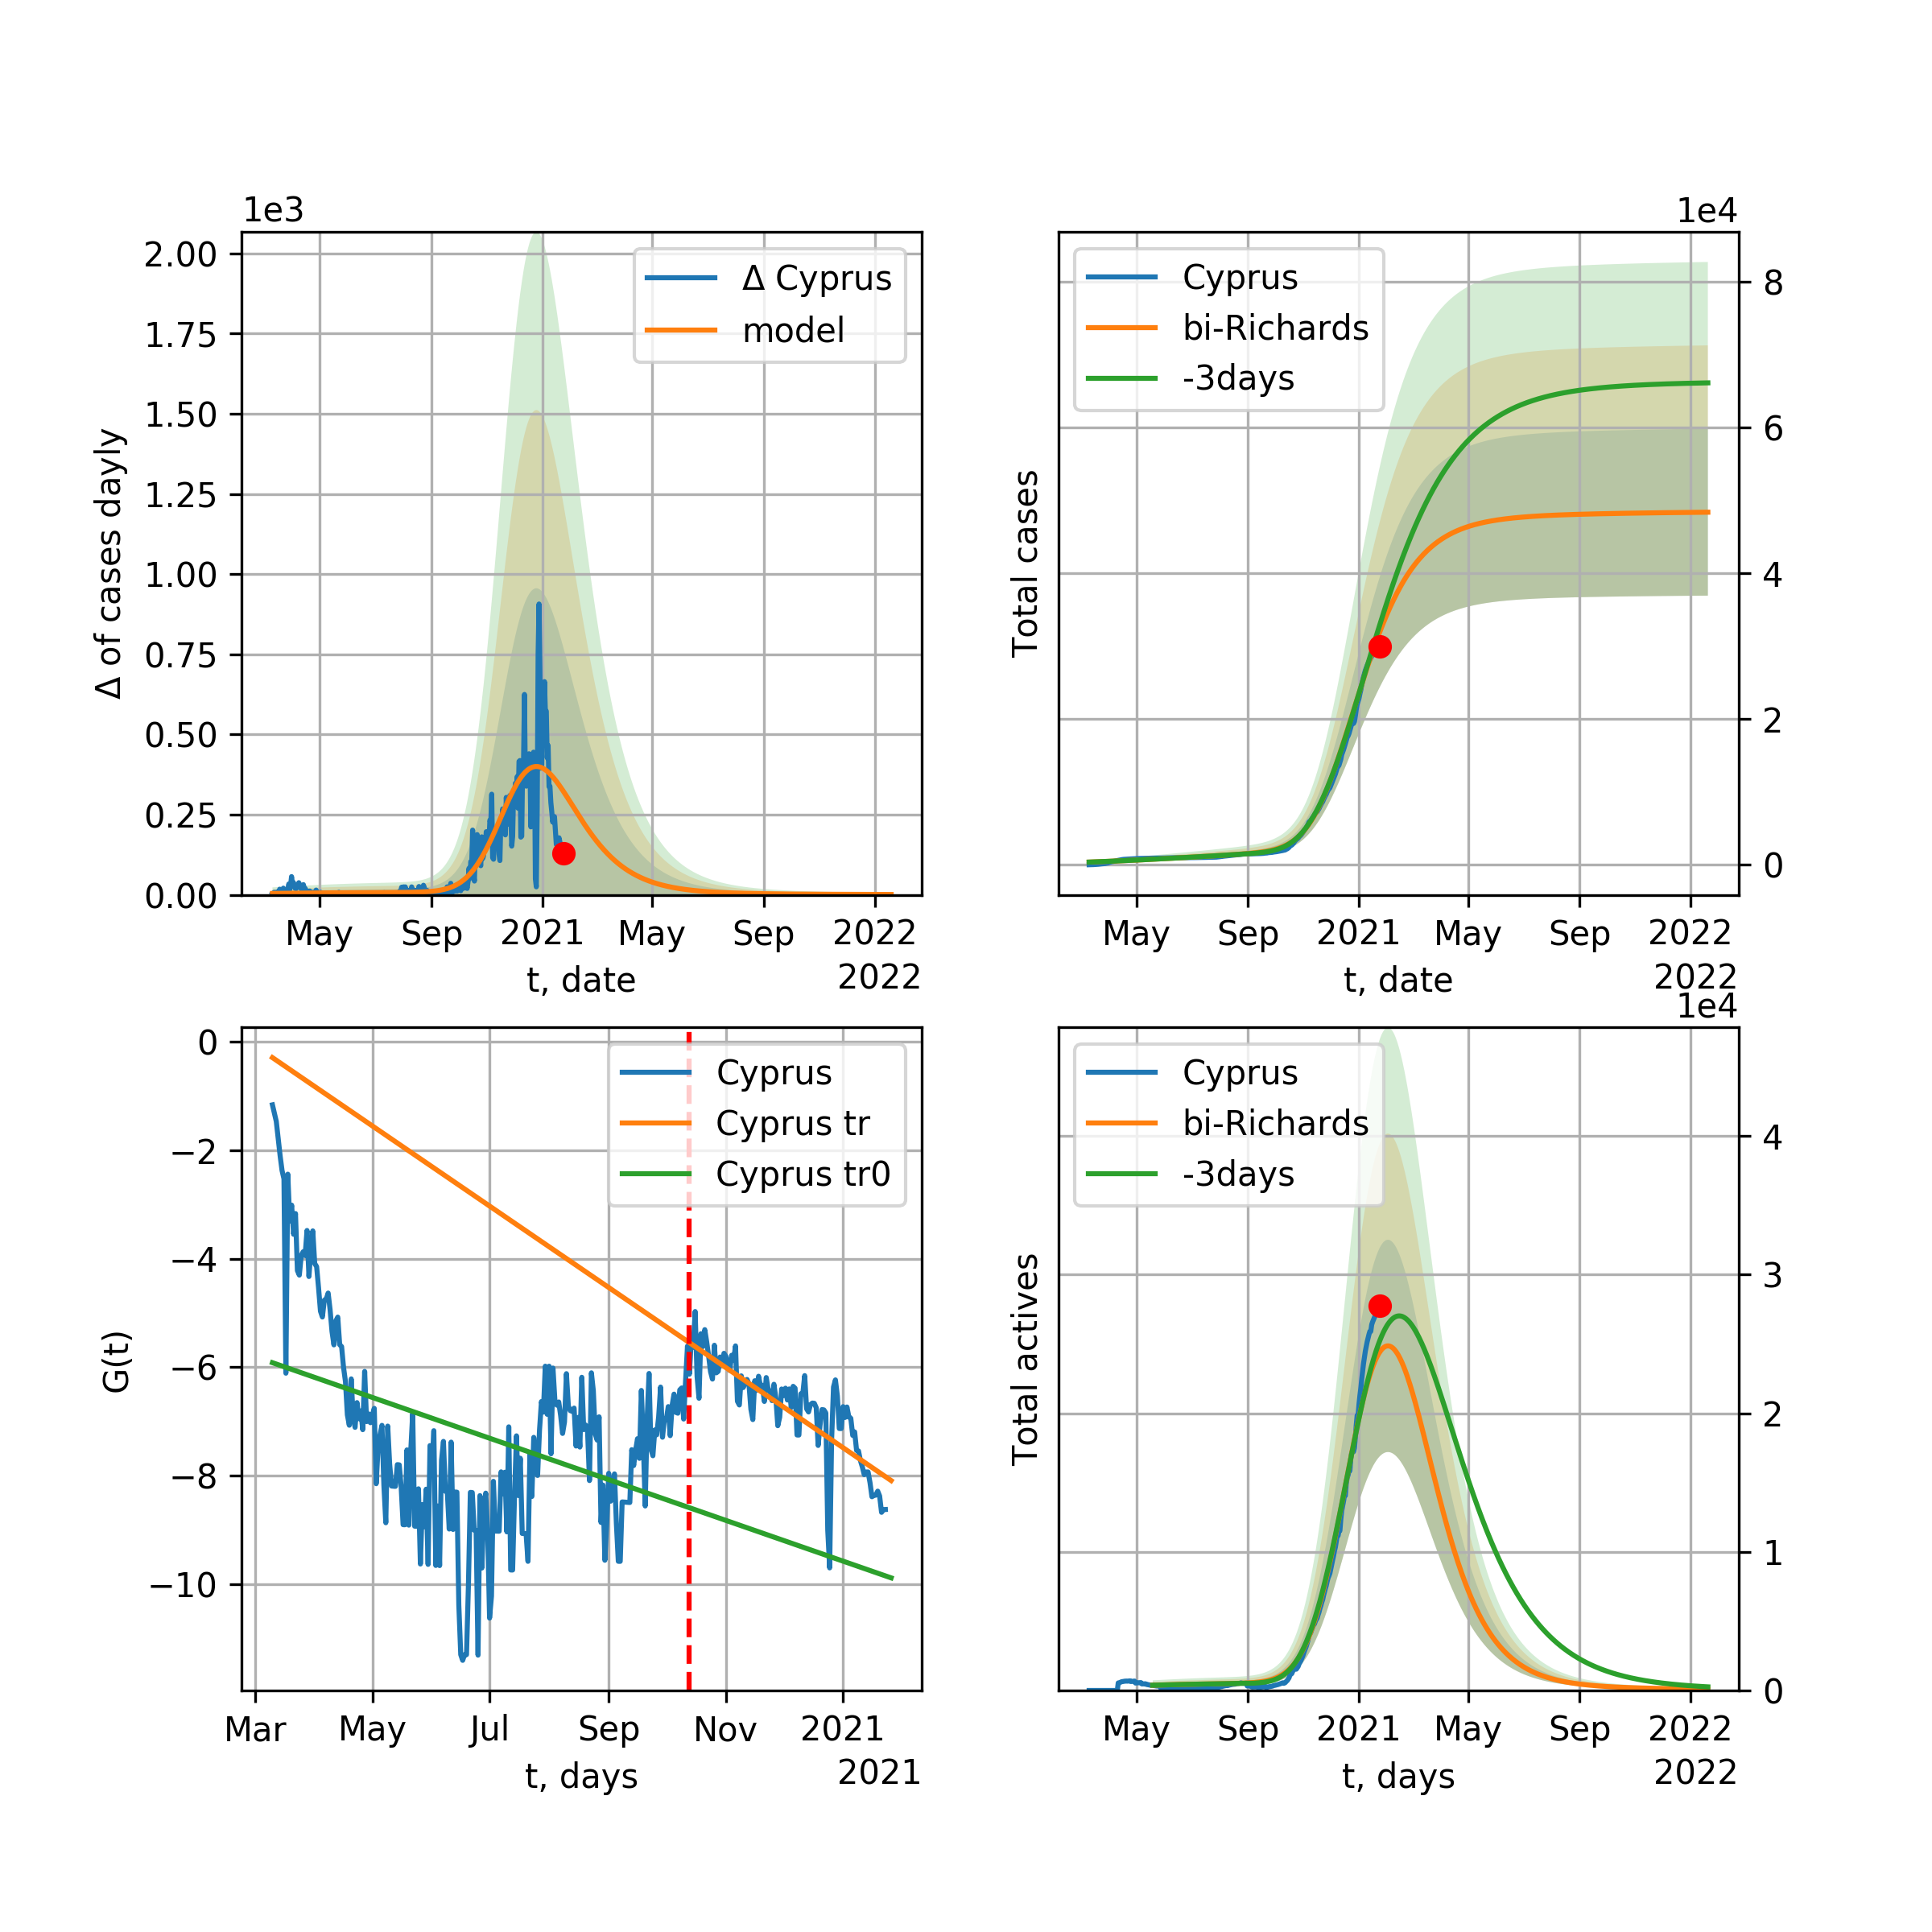 1e3
2.00
1.75
1.50
1.25
1.00
0.75
0.50
0.25
0.00
Δ of cases dayly
Δ Cyprus
model
May Sep 2021 May Sep 2022
t, date
2022
1e4
Total cases
Cyprus
bi-Richards
-3days
8
6
4
2
0
May Sep 2021 May Sep 2022
t, date
2022
0
−2
−4
−6
−8
−10
G(t)
Cyprus
Cyprus tr
Cyprus tr0
Mar May Jul Sep Nov 2021
t, days
2021
1e4
Total actives
Cyprus
bi-Richards
-3days
4
3
2
1
0
May Sep 2021 May Sep 2022
t, days
2022